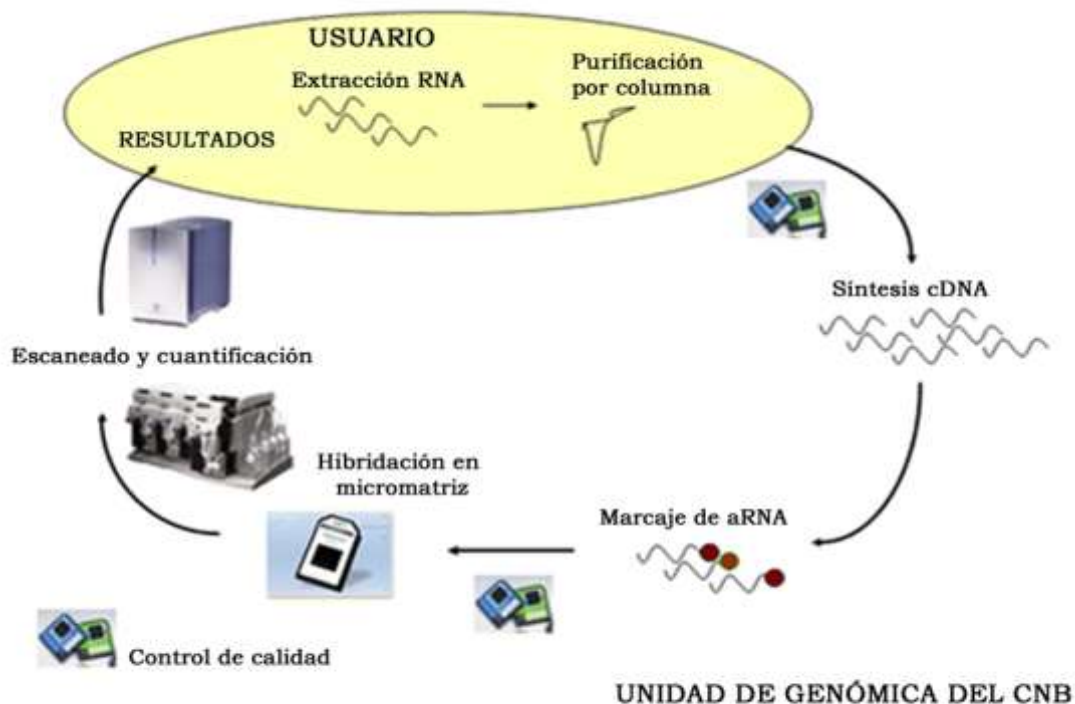 USUARIO
Extracción RNA
Purificación
por columna
RESULTADOS
Síntesis cDNA
Escaneado y cuantificación
Hibridación en
micromatriz
Marcaje de aRNA
Control de calidad
UNIDAD DE GENÓMICA DEL CNB